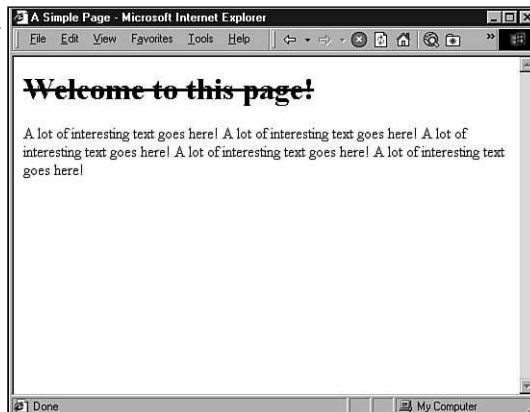 A Simple Page - Microsoft Internet Explorer
File Edit View Favorites Tools Help »
Welcome to this page!
A lot of interesting text goes here! A lot of interesting text goes here! A lot of
interesting text goes here! A lot of interesting text goes here! A lot of interesting text
goes here!
Done My Computer